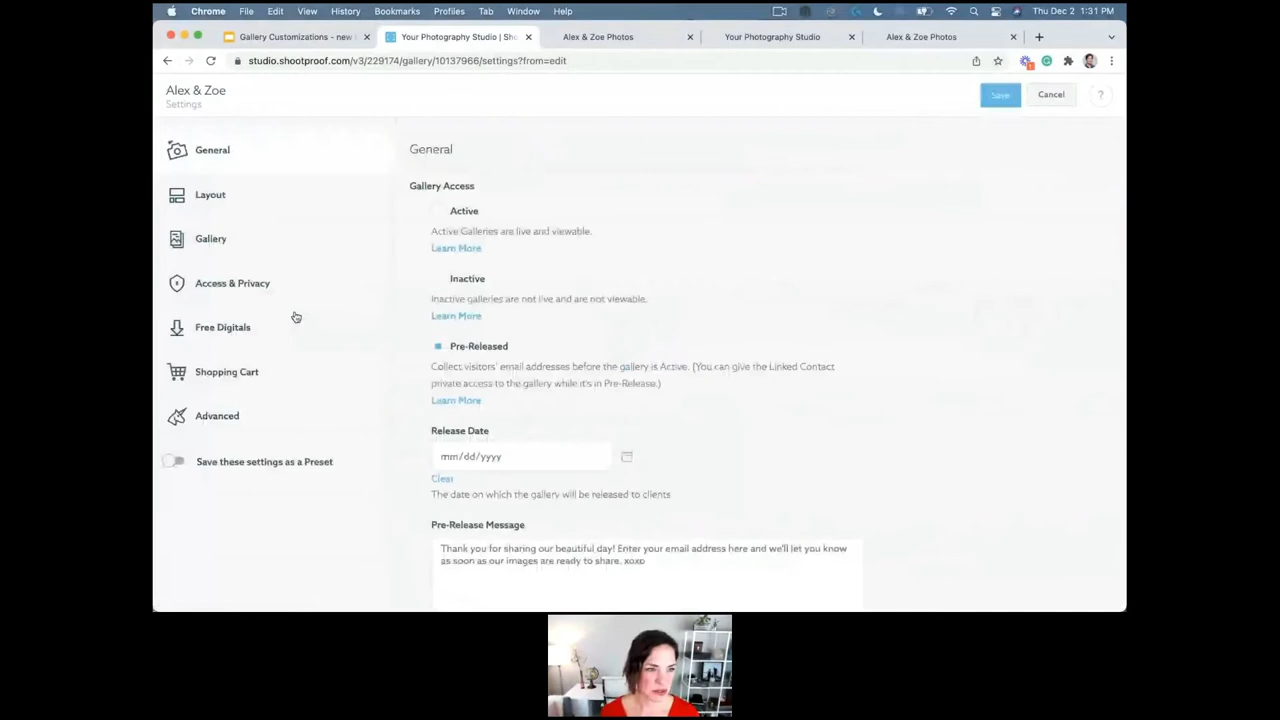 Chrome File Edit View History Bookmarks Profiles Tab Window Help Thu Dec 2 1:31 PM
Gallery Customizations - new Your Photography Studio | Sho Alex & Zoe Photos Your Photography Studio Alex & Zoe Photos
studio.shootproof.com/v3/229174/gallery/10137966/settings?from=edit
Alex & Zoe
Settings
Save Cancel ?
General
Layout
Gallery
Access & Privacy
Free Digitals
Shopping Cart
Advanced
Save these settings as a Preset
General
Gallery Access
Active
Active Galleries are live and viewable.
Learn More
Inactive
Inactive galleries are not live and are not viewable.
Learn More
Pre-Released
Collect visitors' email addresses before the gallery is Active. (You can give the Linked Contact
private access to the gallery while it's in Pre-Release.)
Learn More
Release Date
mm/dd/yyyy
Clear
The date on which the gallery will be released to clients
Pre-Release Message
Thank you for sharing our beautiful day! Enter your email address here and we'll let you know
as soon as our images are ready to share. xoxo